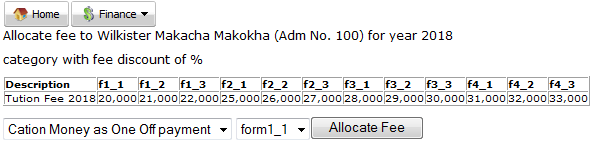 Home Finance
Allocate fee to Wilkister Makacha Makokha (Adm No. 100) for year 2018
category with fee discount of %
Description f1_1 f1_2 f1_3 f2_1 f2_2 f2_3 f3_1 f3_2 f3_3 f4_1 f4_2 f4_3
Tution Fee 2018 20,000 21,000 22,000 25,000 26,000 27,000 28,000 29,000 30,000 31,000 32,000 33,000
Cation Money as One Off payment form1_1 Allocate Fee